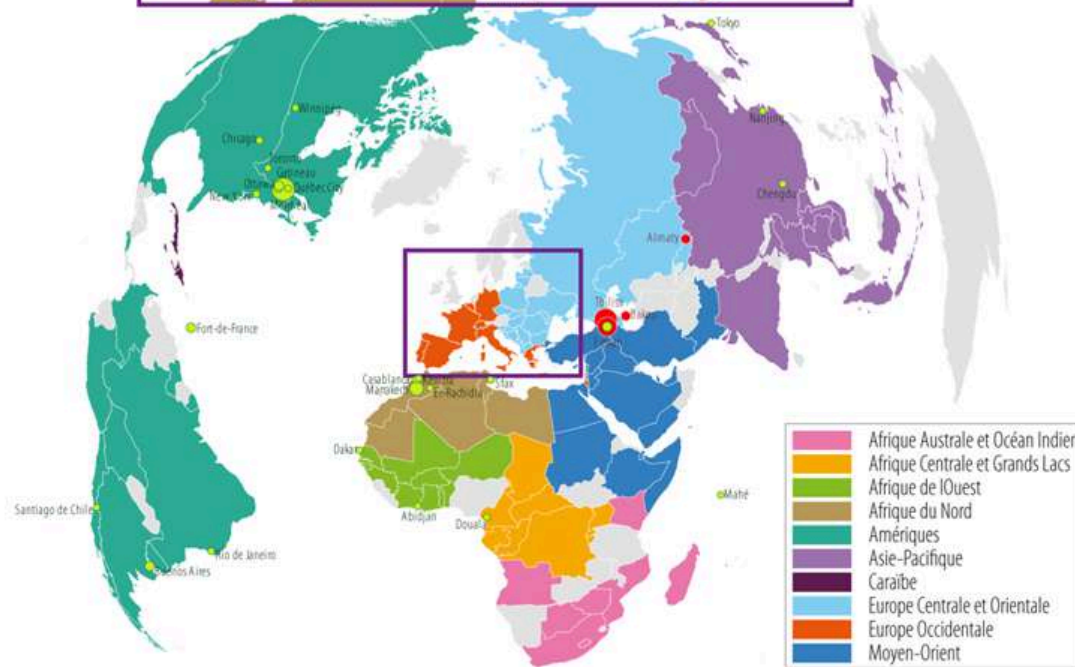 Tokyo
Winnipeg
Nanjing
Chicago
Toronto
Gatineau
Ottawa
Québec City
New York
Chengdu
Almaty
Fort-de-France
Casablanca
Sfax
Marrakech
Er-Rachidia
Dakar
Mahé
Santiago de Chile
Abidjan
Douala
Rio de Janeiro
Buenos Aires
Afrique Australe et Océan Indien
Afrique Centrale et Grands Lacs
Afrique de lOuest
Afrique du Nord
Amériques
Asie-Pacifique
Caraïbe
Europe Centrale et Orientale
Europe Occidentale
Moyen-Orient